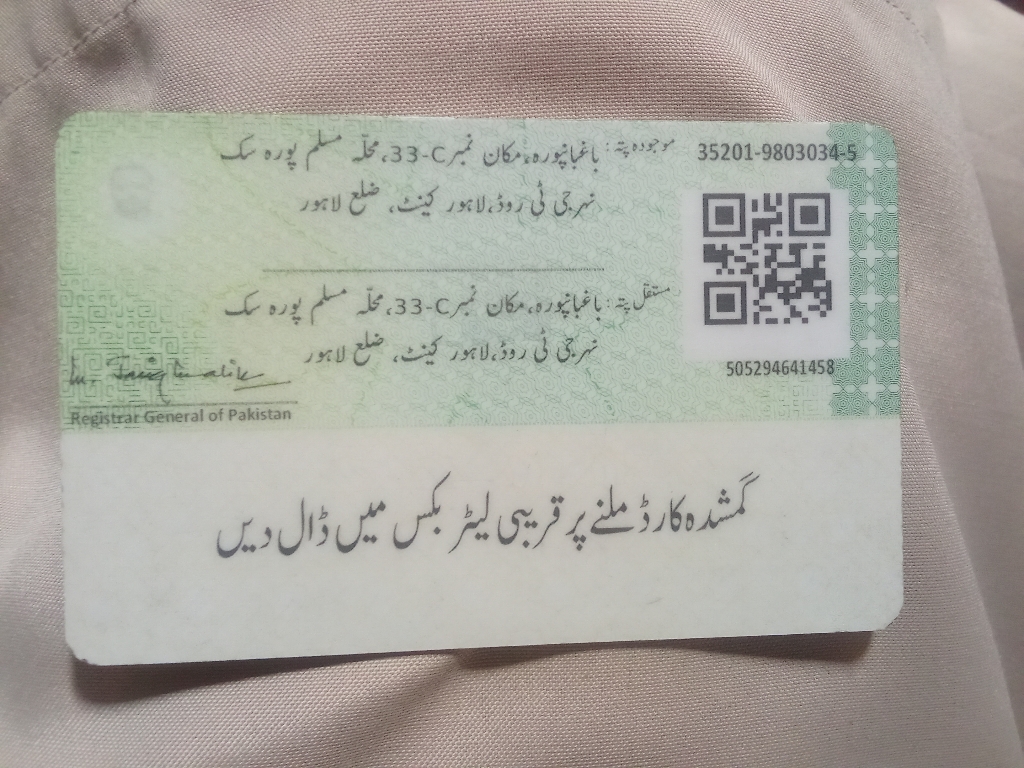 35201-9803034-5
موجودہ پتہ: باغبانپورہ، مکان نمبر 33-C، محلّہ مسلم پورہ سک
نہر جی ٹی روڈ، لاہور کینٹ، ضلع لاہور
مستقل پتہ: باغبانپورہ، مکان نمبر 33-C، محلّہ مسلم پورہ سک
نہر جی ٹی روڈ، لاہور کینٹ، ضلع لاہور
505294641458
Registrar General of Pakistan
گمشدہ کارڈ ملنے پر قریبی لیٹر بکس میں ڈال دیں